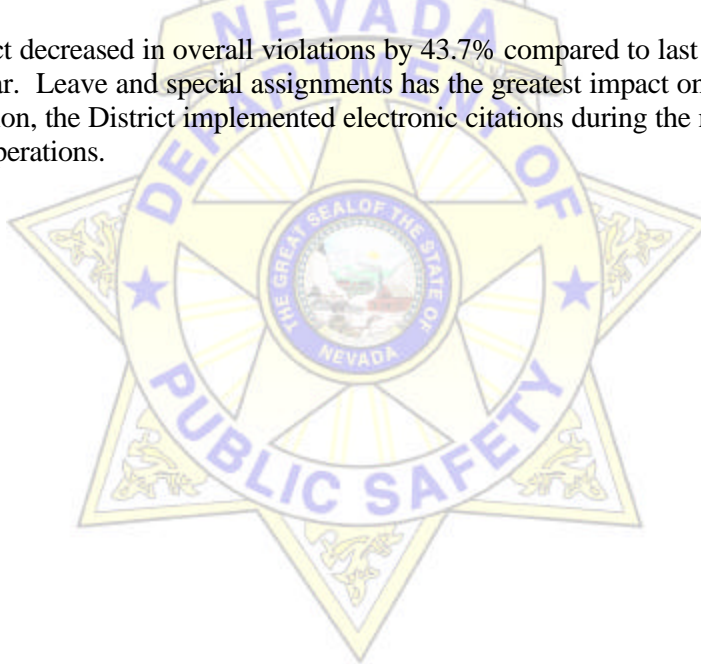 NEVADA
ct decreased in overall violations by 43.7% compared to last
ar. Leave and special assignments has the greatest impact on
ion, the District implemented electronic citations during the
perations.
DEPARTMENT OF
THE GREAT SEAL OF THE STATE OF
NEVADA
PUBLIC SAFETY